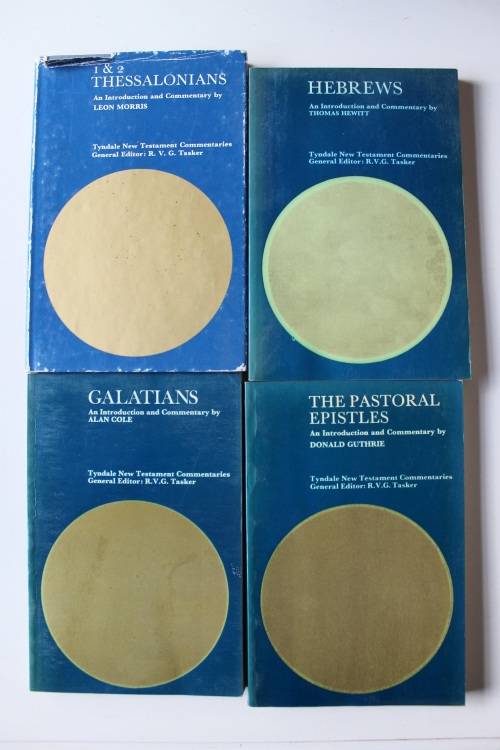 1 & 2
THESSALONIANS
An Introduction and Commentary by
LEON MORRIS
Tyndale New Testament Commentaries
General Editor: R. V. G. Tasker
HEBREWS
An Introduction and Commentary by
THOMAS HEWITT
Tyndale New Testament Commentaries
General Editor: R.V.G. Tasker
GALATIANS
An Introduction and Commentary by
ALAN COLE
Tyndale New Testament Commentaries
General Editor: R.V.G. Tasker
THE PASTORAL
EPISTLES
An Introduction and Commentary by
DONALD GUTHRIE
Tyndale New Testament Commentaries
General Editor: R.V.G. Tasker